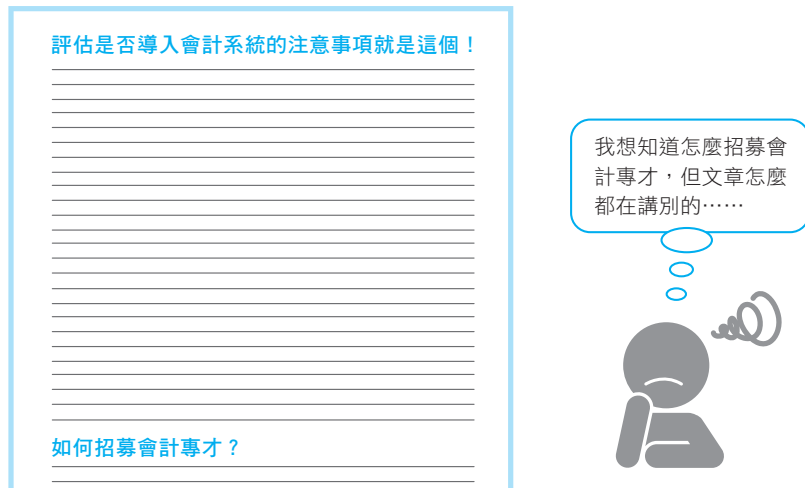 評估是否導入會計系統的注意事項就是這個！
我想知道怎麼招募會
計專才，但文章怎麼
都在講別的……
如何招募會計專才？